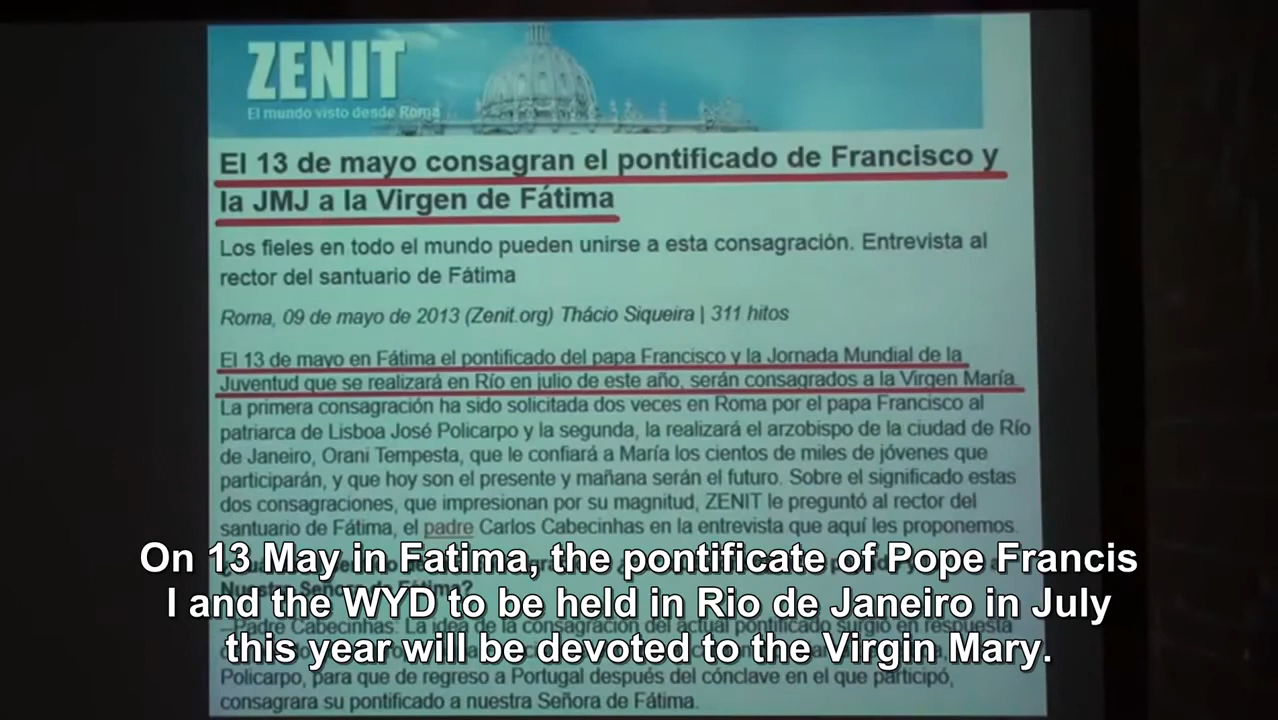 ZENIT
El mundo visto desde Roma
El 13 de mayo consagran el pontificado de Francisco y
la JMJ a la Virgen de Fátima
Los fieles en todo el mundo pueden unirse a esta consagración. Entrevista al
rector del santuario de Fátima
Roma, 09 de mayo de 2013 (Zenit.org) Thácio Siqueira | 311 hitos
El 13 de mayo en Fátima el pontificado del papa Francisco y la Jornada Mundial de la
Juventud que se realizará en Río en julio de este año, serán consagrados a la Virgen María.
La primera consagración ha sido solicitada dos veces en Roma por el papa Francisco al
patriarca de Lisboa José Policarpo y la segunda, la realizará el arzobispo de la ciudad de Río
de Janeiro, Orani Tempesta, que le confiará a María los cientos de miles de jóvenes que
participarán, y que hoy son el presente y mañana serán el futuro. Sobre el significado estas
dos consagraciones, que impresionan por su magnitud, ZENIT le preguntó al rector del
santuario de Fátima, el padre Carlos Cabecinhas en la entrevista que aquí les proponemos.
On 13 May in Fatima, the pontificate of Pope Francis
I and the WYD to be held in Rio de Janeiro in July
this year will be devoted to the Virgin Mary.
Padre Cabecinhas: La idea de la consagración del actual pontificado surgió en respuesta
Policarpo, para que de regreso a Portugal después del cónclave en el que participó,
consagrara su pontificado a nuestra Señora de Fátima.